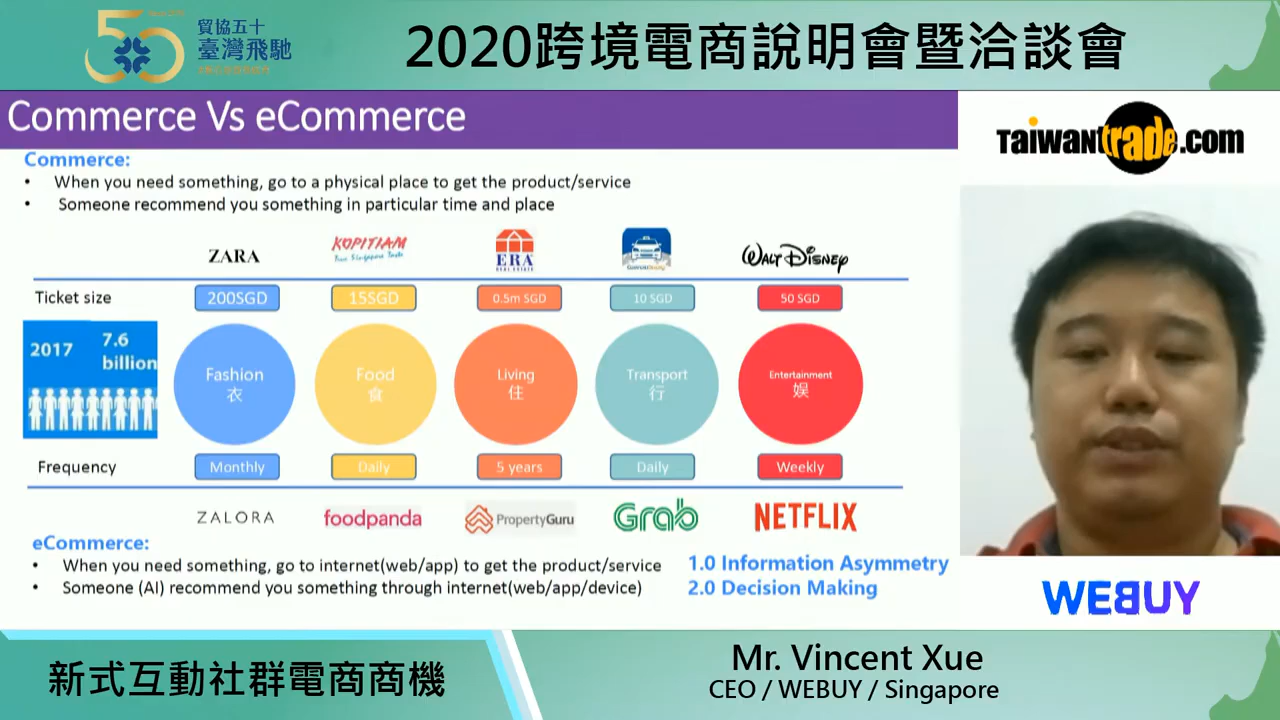 50
貿協五十
臺灣飛馳
2020跨境電商說明會暨洽談會
Commerce Vs eCommerce
TAIWANtrade.com
Commerce:
• When you need something, go to a physical place to get the product/service
• Someone recommend you something in particular time and place
ZARA
KOPITIAM
True Singapore Taste
ERA
REAL ESTATE
WALT DISNEY
Ticket size
200SGD
15SGD
0.5m SGD
10 SGD
50 SGD
2017
7.6
billion
Fashion
衣
Food
食
Living
住
Transport
行
Entertainment
娱
Frequency
Monthly
Daily
5 years
Daily
Weekly
ZALORA
foodpanda
PropertyGuru
Grab
NETFLIX
eCommerce:
• When you need something, go to internet(web/app) to get the product/service
• Someone (AI) recommend you something through internet(web/app/device)
1.0 Information Asymmetry
2.0 Decision Making
WEBUY
新式互動社群電商商機
Mr. Vincent Xue
CEO / WEBUY / Singapore